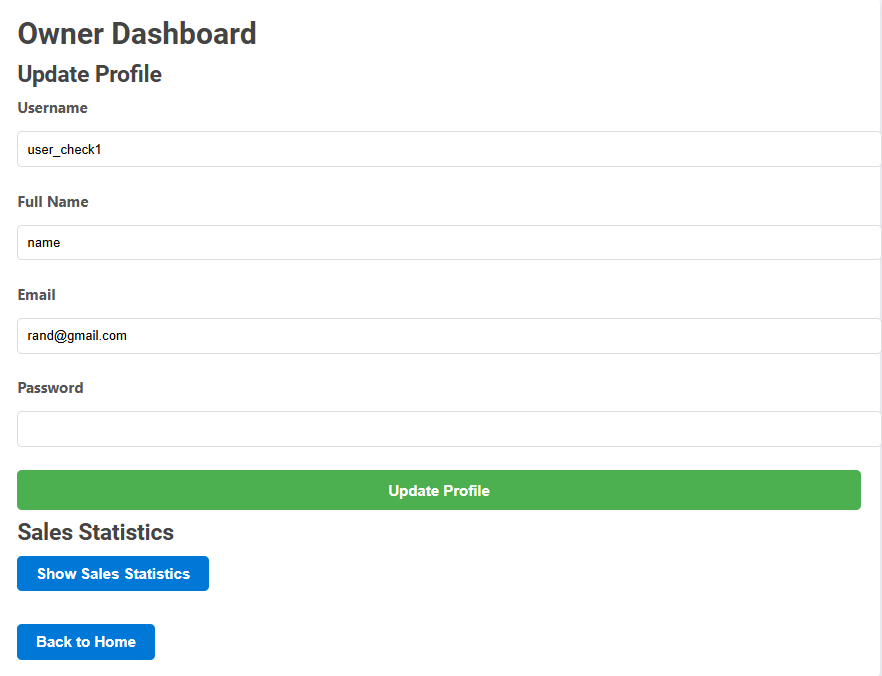 Owner Dashboard
Update Profile
Username
user_check1
Full Name
name
Email
rand@gmail.com
Password
Update Profile
Sales Statistics
Show Sales Statistics
Back to Home